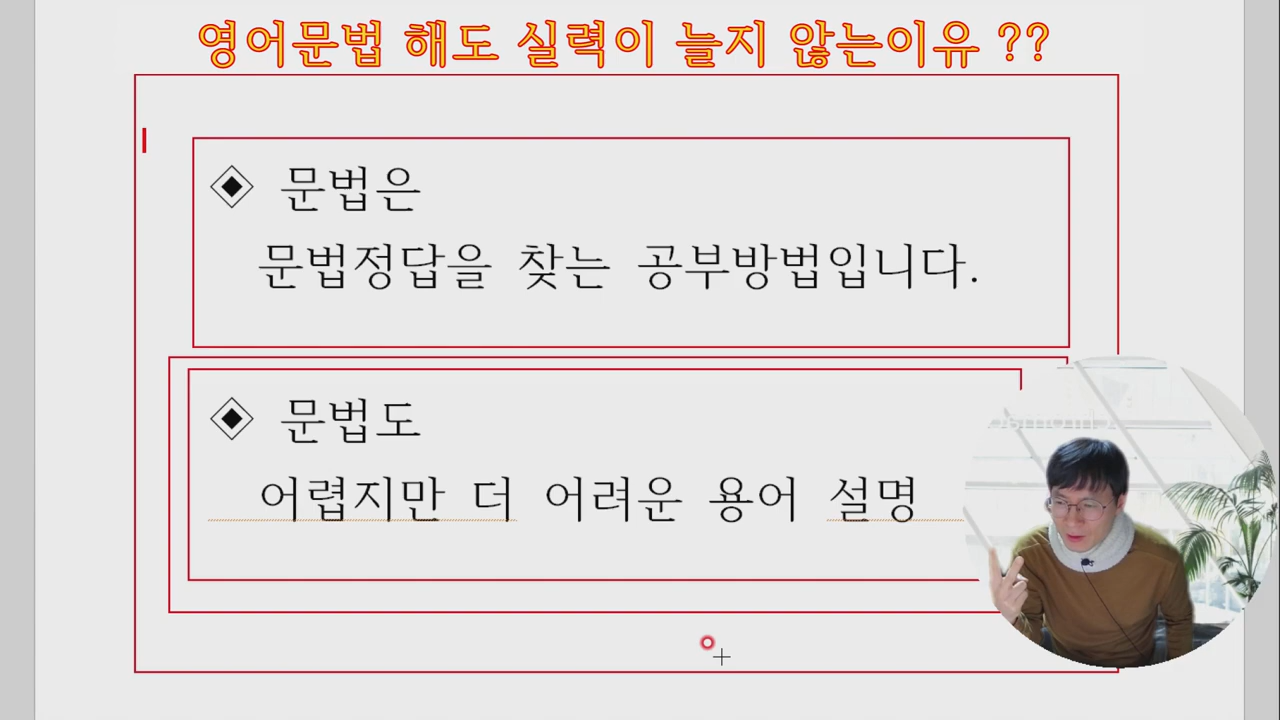 영어문법 해도 실력이 늘지 않는이유 ??
◈ 문법은
문법정답을 찾는 공부방법입니다.
◈ 문법도
어렵지만 더 어려운 용어 설명